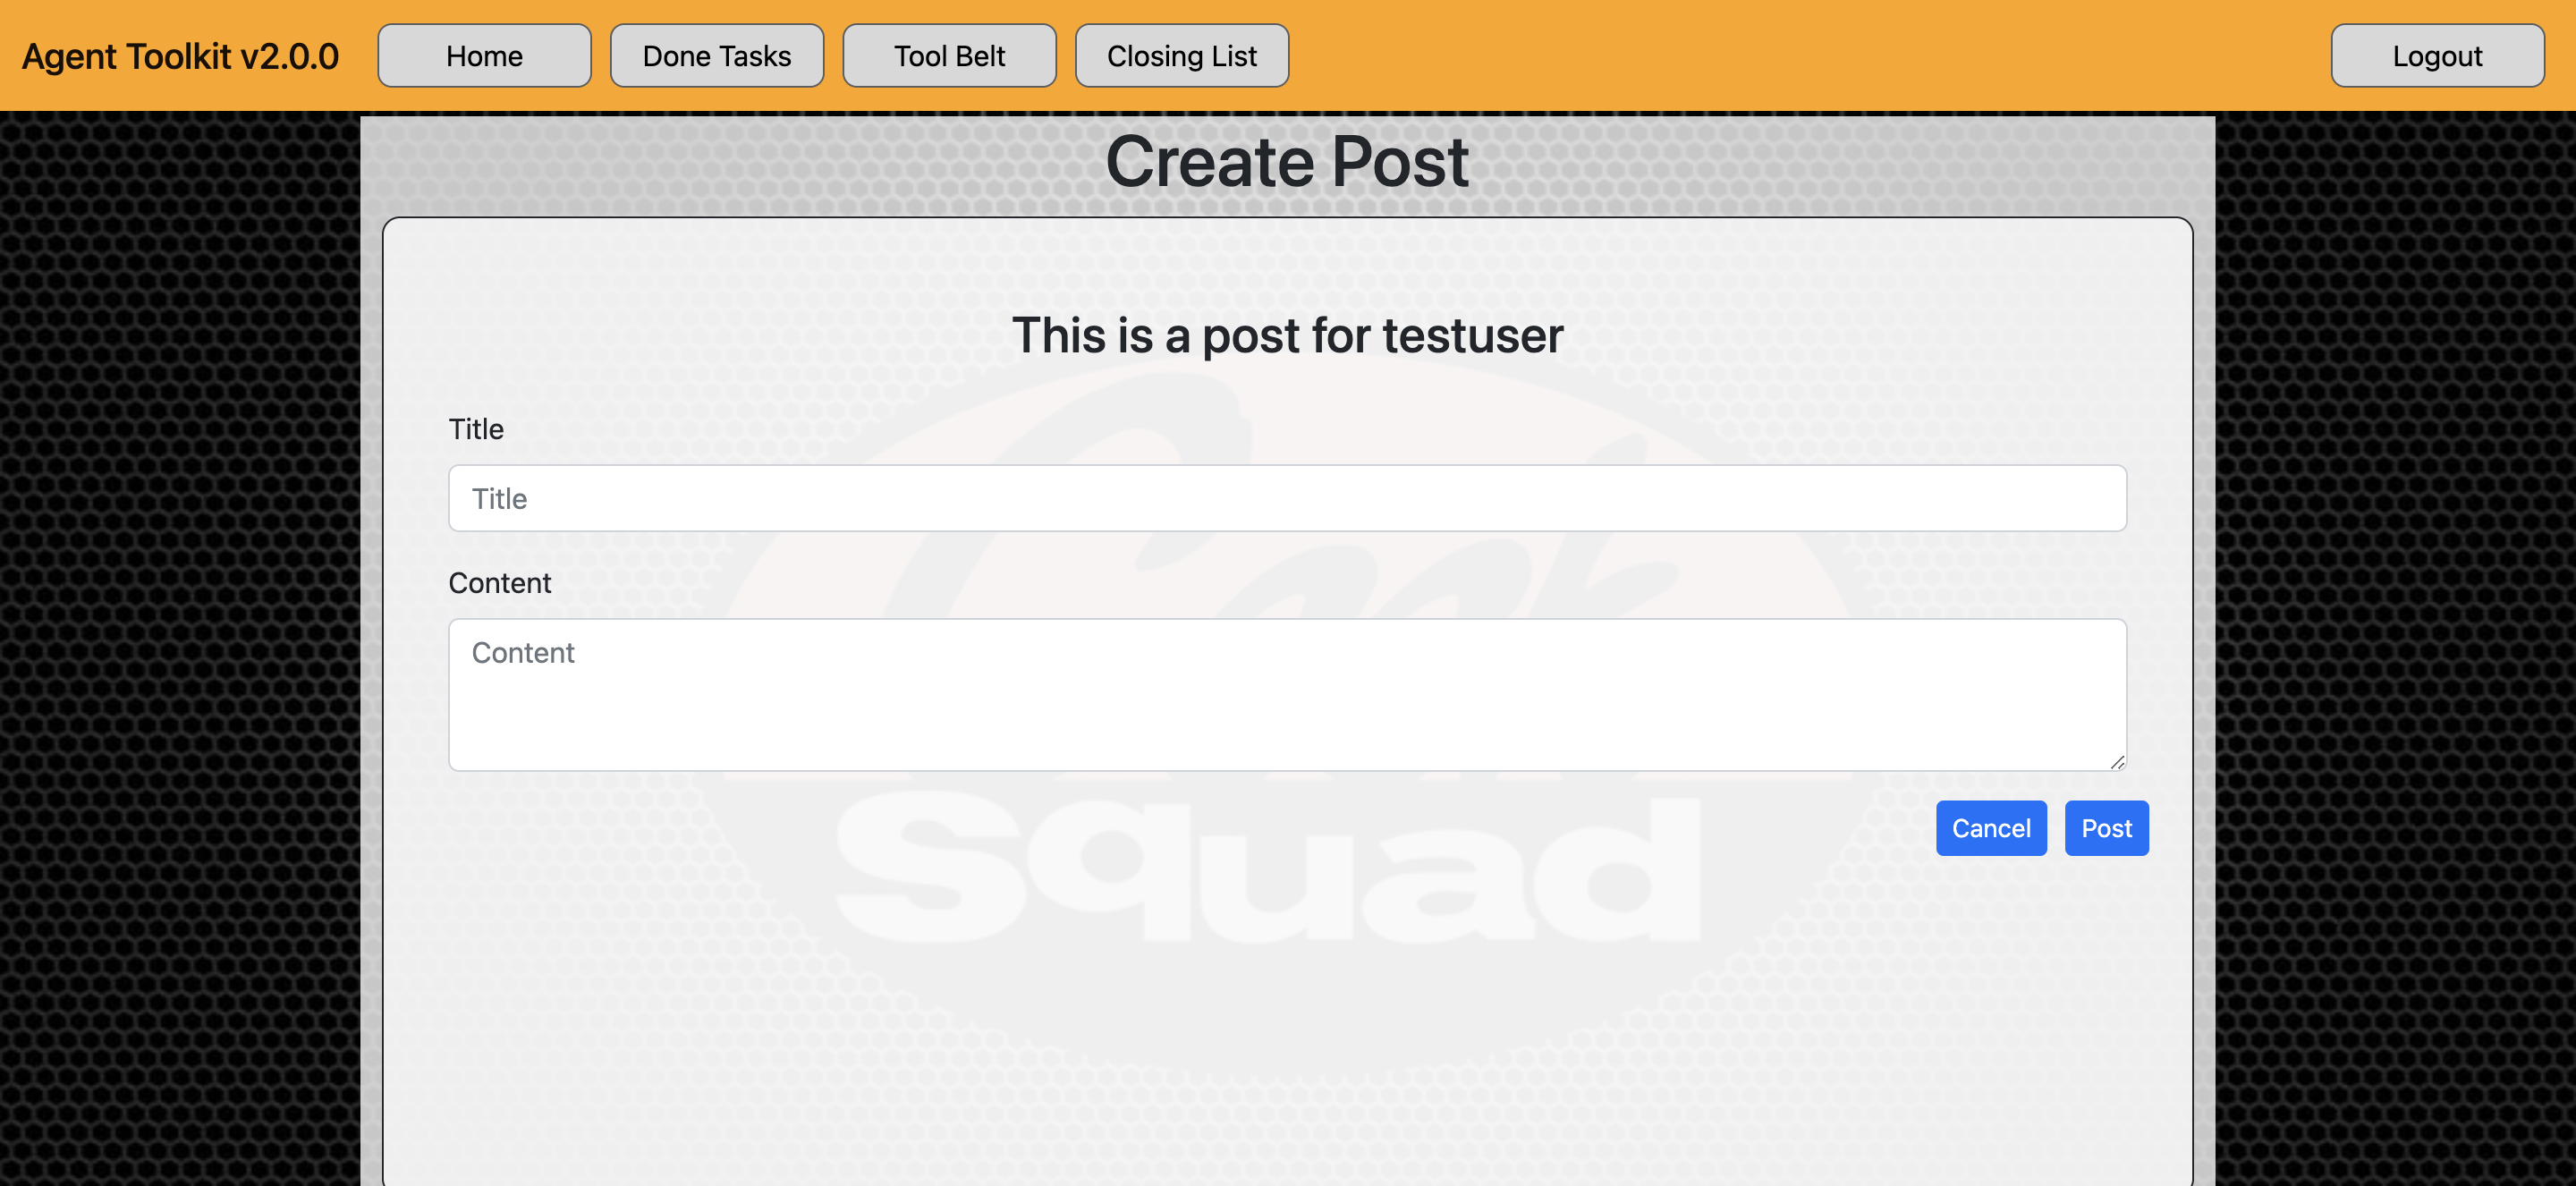 Agent Toolkit v2.0.0 Home Done Tasks Tool Belt Closing List Logout
Create Post
This is a post for testuser
Title
Title
Content
Content
Cancel Post
Squad